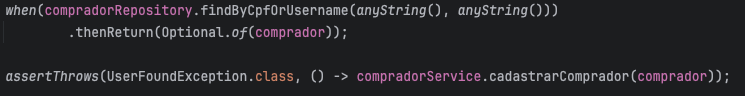 when(compradorRepository.findByCpfOrUsername(anyString(), anyString()))
.thenReturn(Optional.of(comprador));
assertThrows(UserFoundException.class, () -> compradorService.cadastrarComprador(comprador));